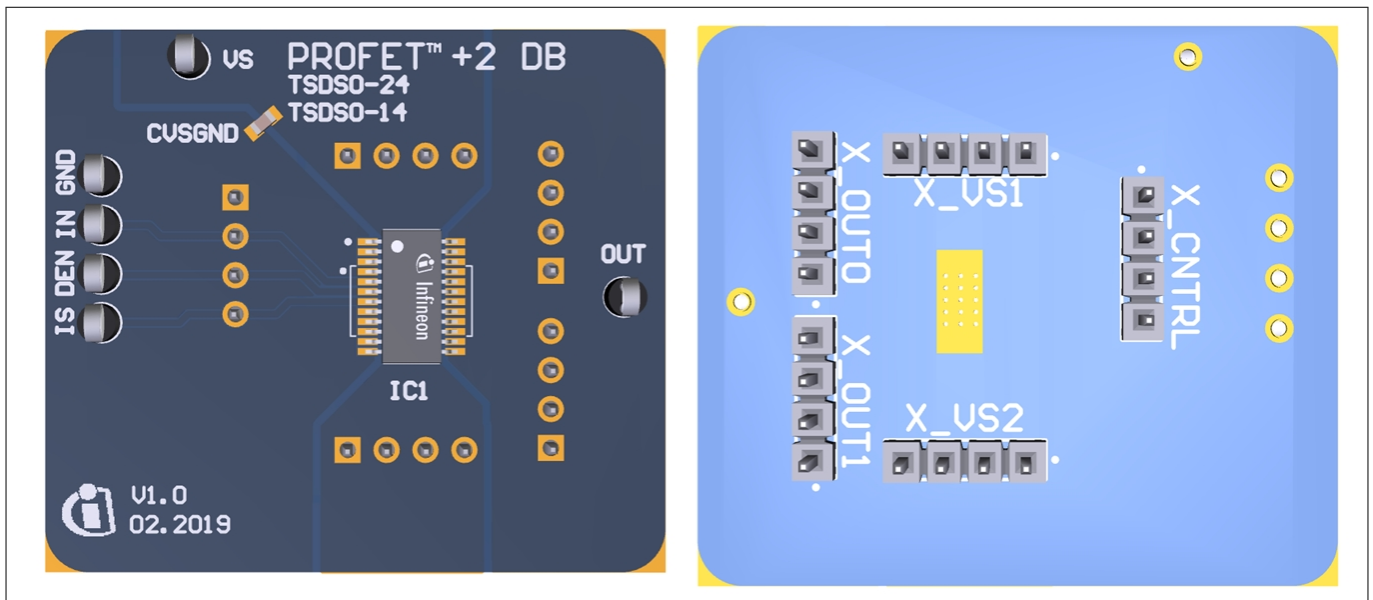 VS
PROFET™ +2 DB
TSDSO-24
TSDSO-14
CVSGND
GND
IN
DEN
IS
OUT
Infineon
IC1
V1.0
02.2019
X_OUT0
X_VS1
X_CNTRL
X_OUT1
X_VS2